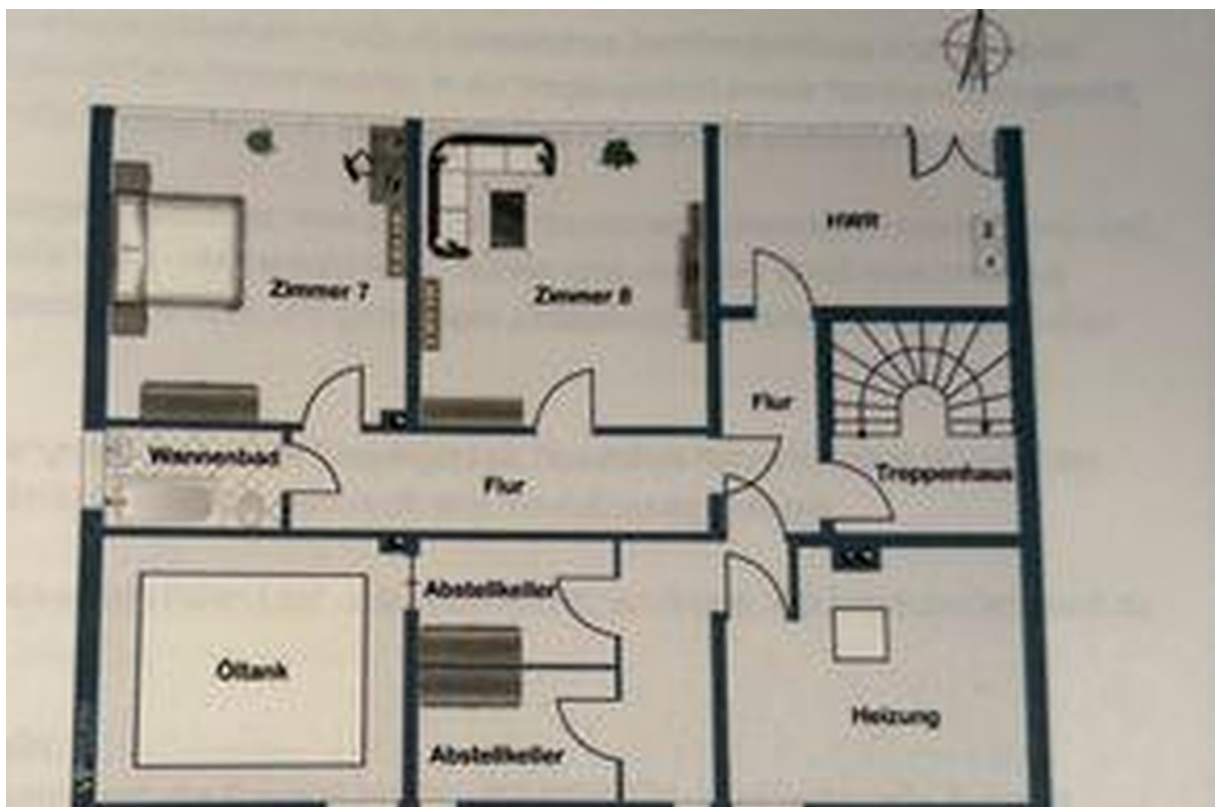 HWR
Zimmer 7
Zimmer 8
Flur
Wannenbad
Flur
Treppenhaus
Abstellkeller
Öltank
Heizung
Abstellkeller